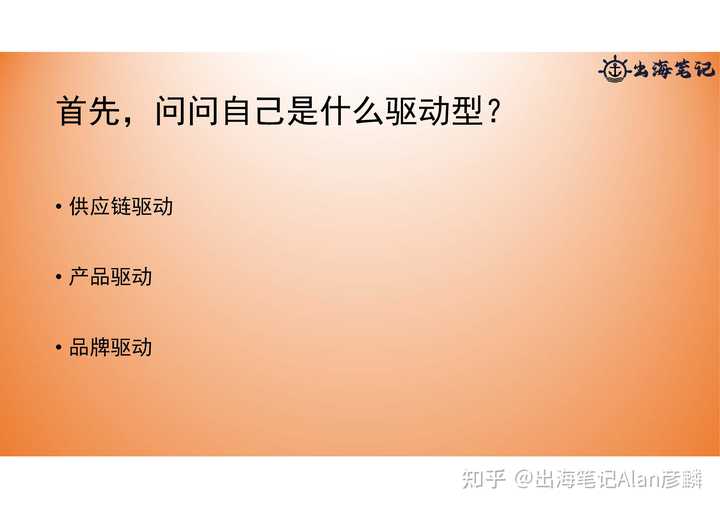 出海笔记
首先，问问自己是什么驱动型？
• 供应链驱动
• 产品驱动
• 品牌驱动
知乎 @出海笔记Alan彦麟